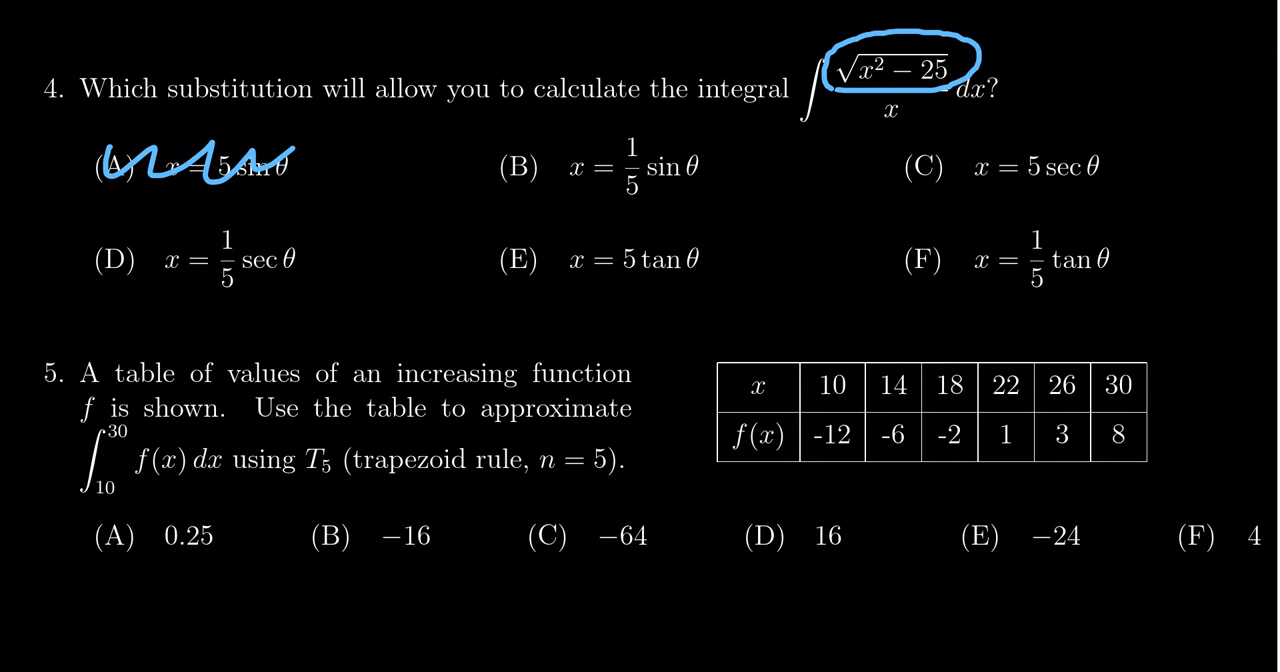 4. Which substitution will allow you to calculate the integral ∫ √(x² − 25) / x dx?
(A) x = 5 sin θ (B) x = 1/5 sin θ (C) x = 5 sec θ
(D) x = 1/5 sec θ (E) x = 5 tan θ (F) x = 1/5 tan θ
5. A table of values of an increasing function
f is shown. Use the table to approximate
∫₁₀³⁰ f(x) dx using T₅ (trapezoid rule, n = 5).
x 10 14 18 22 26 30
f(x) -12 -6 -2 1 3 8
(A) 0.25 (B) −16 (C) −64 (D) 16 (E) −24 (F) 4